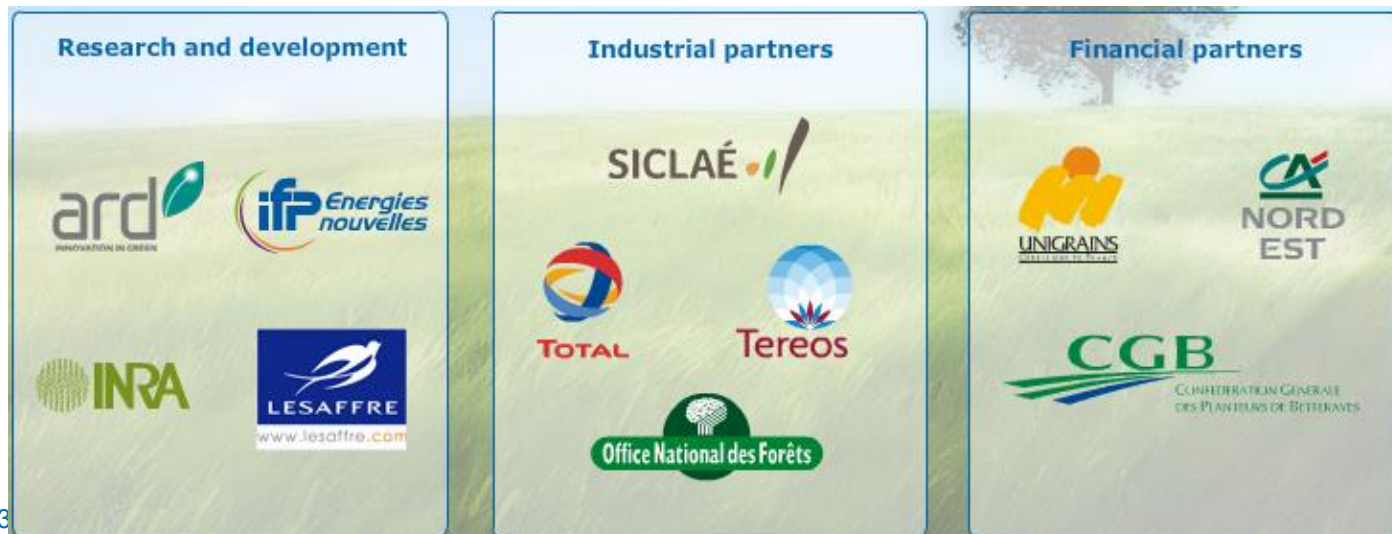 Research and development
ard
INNOVATION IN GREEN
ifp Energies
nouvelles
INRA
LESAFFRE
www.lesaffre.com
Industrial partners
SICLAÉ
TOTAL
Tereos
Office National des Forêts
Financial partners
UNIGRAINS
CA
NORD
EST
CGB
CONFEDERATION GENERALE
DES PLANTEURS DE BETTERAVES
3